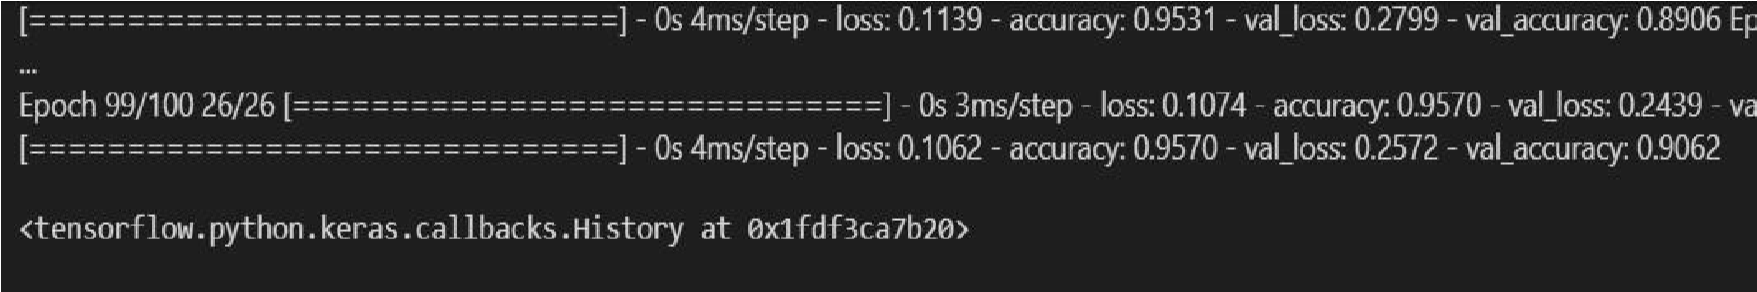 [==============================] - 0s 4ms/step - loss: 0.1139 - accuracy: 0.9531 - val_loss: 0.2799 - val_accuracy: 0.8906 Ep
...
Epoch 99/100 26/26 [==============================] - 0s 3ms/step - loss: 0.1074 - accuracy: 0.9570 - val_loss: 0.2439 - va
[==============================] - 0s 4ms/step - loss: 0.1062 - accuracy: 0.9570 - val_loss: 0.2572 - val_accuracy: 0.9062
<tensorflow.python.keras.callbacks.History at 0x1fdf3ca7b20>